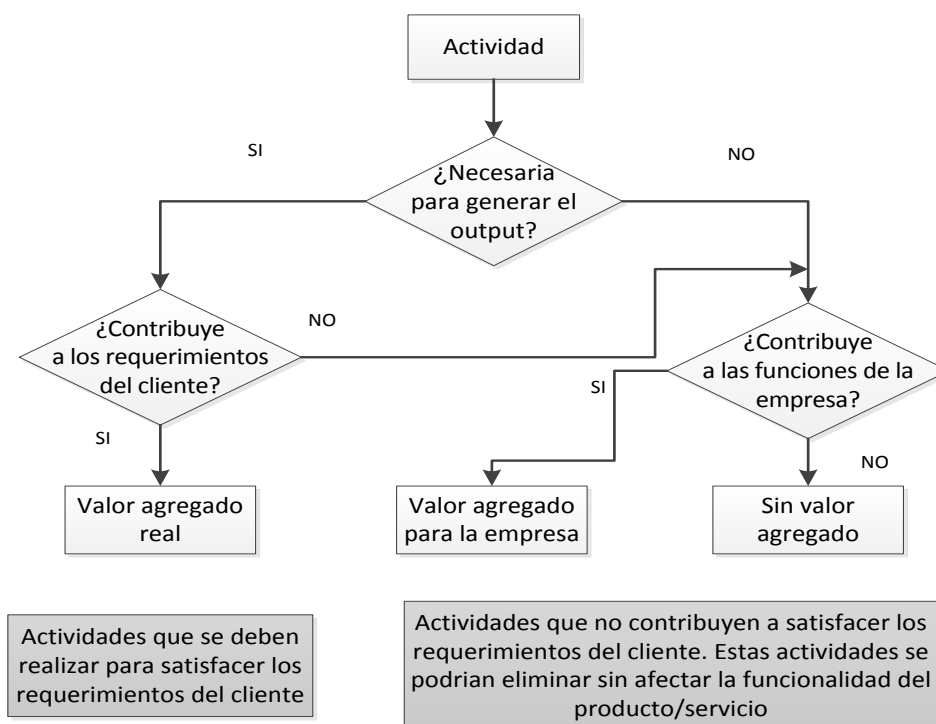 Actividad
SI
NO
¿Necesaria
para generar el
output?
¿Contribuye
a los requerimientos
del cliente?
NO
¿Contribuye
a las funciones de la
empresa?
SI
SI
NO
Valor agregado
real
Valor agregado
para la empresa
Sin valor
agregado
Actividades que se deben
realizar para satisfacer los
requerimientos del cliente
Actividades que no contribuyen a satisfacer los
requerimientos del cliente. Estas actividades se
podrian eliminar sin afectar la funcionalidad del
producto/servicio